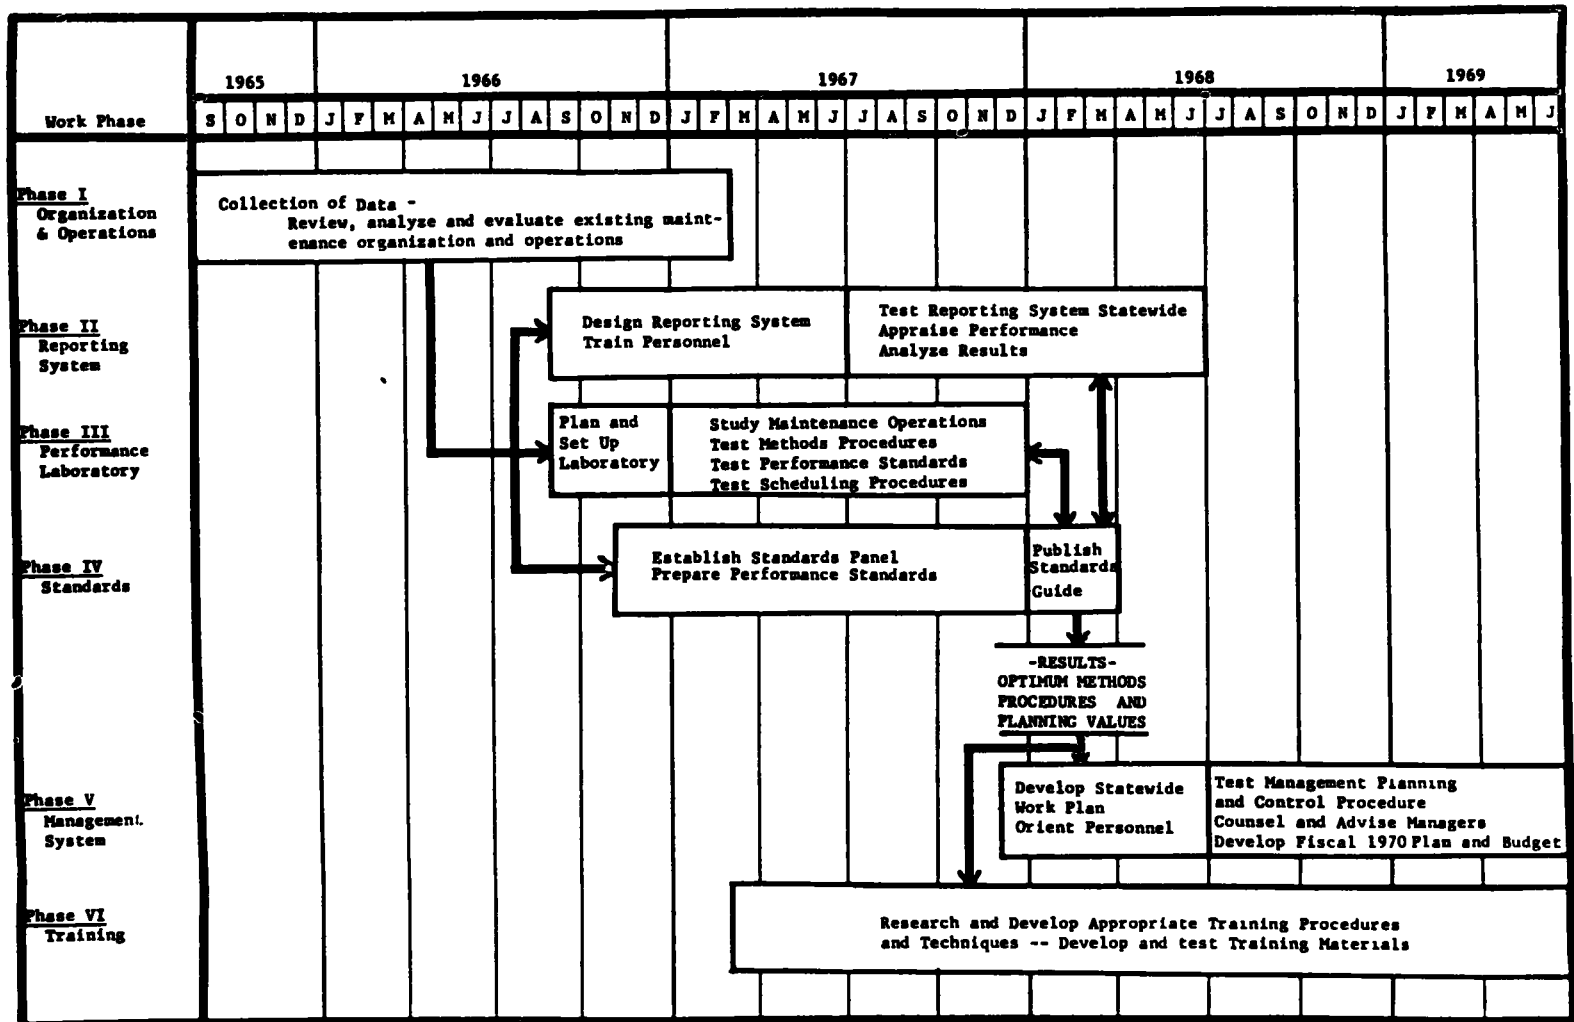 1965 1966 1967 1968 1969
Work Phase S O N D J F M A M J J A S O N D J F M A M J J A S O N D J F M A M J J A S O N D J F M A M J
Phase I
Organization
& Operations
Collection of Data -
Review, analyze and evaluate existing maint-
enance organization and operations
Phase II
Reporting
System
Design Reporting System
Train Personnel
Test Reporting System Statewide
Appraise Performance
Analyze Results
Phase III
Performance
Laboratory
Plan and
Set Up
Laboratory
Study Maintenance Operations
Test Methods Procedures
Test Performance Standards
Test Scheduling Procedures
Phase IV
Standards
Establish Standards Panel
Prepare Performance Standards
Publish
Standards
Guide
-RESULTS-
OPTIMUM METHODS
PROCEDURES AND
PLANNING VALUES
Phase V
Management
System
Develop Statewide
Work Plan
Orient Personnel
Test Management Planning
and Control Procedure
Counsel and Advise Managers
Develop Fiscal 1970 Plan and Budget
Phase VI
Training
Research and Develop Appropriate Training Procedures
and Techniques -- Develop and test Training Materials